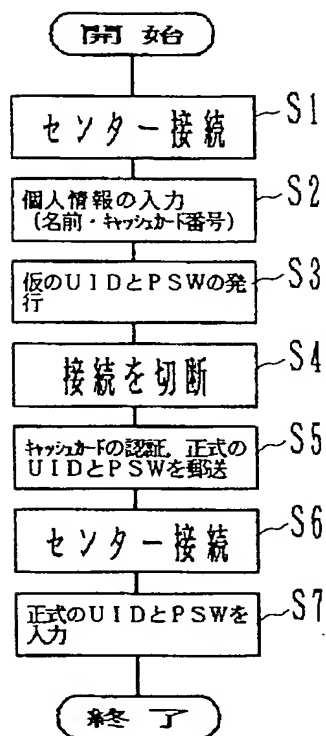 開始
センター接続
S1
個人情報の入力
(名前・キャッシュカード番号)
S2
仮のUIDとPSWの発
行
S3
接続を切断
S4
キャッシュカードの認証,正式の
UIDとPSWを郵送
S5
センター接続
S6
正式のUIDとPSWを
入力
S7
終了